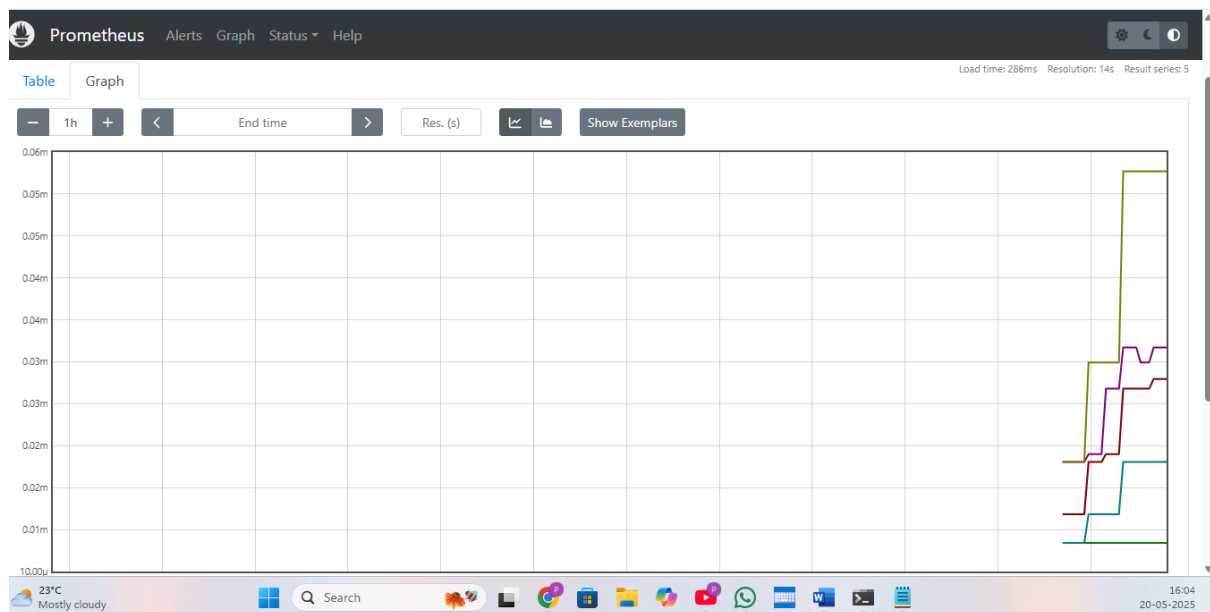 Prometheus Alerts Graph Status Help
Load time: 286ms Resolution: 14s Result series: 5
Table Graph
1h End time Res. (s) Show Exemplars
0.06m
0.05m
0.05m
0.04m
0.04m
0.03m
0.03m
0.02m
0.02m
0.01m
10.00µ
23°C
Mostly cloudy
Search
16:04
20-05-2025